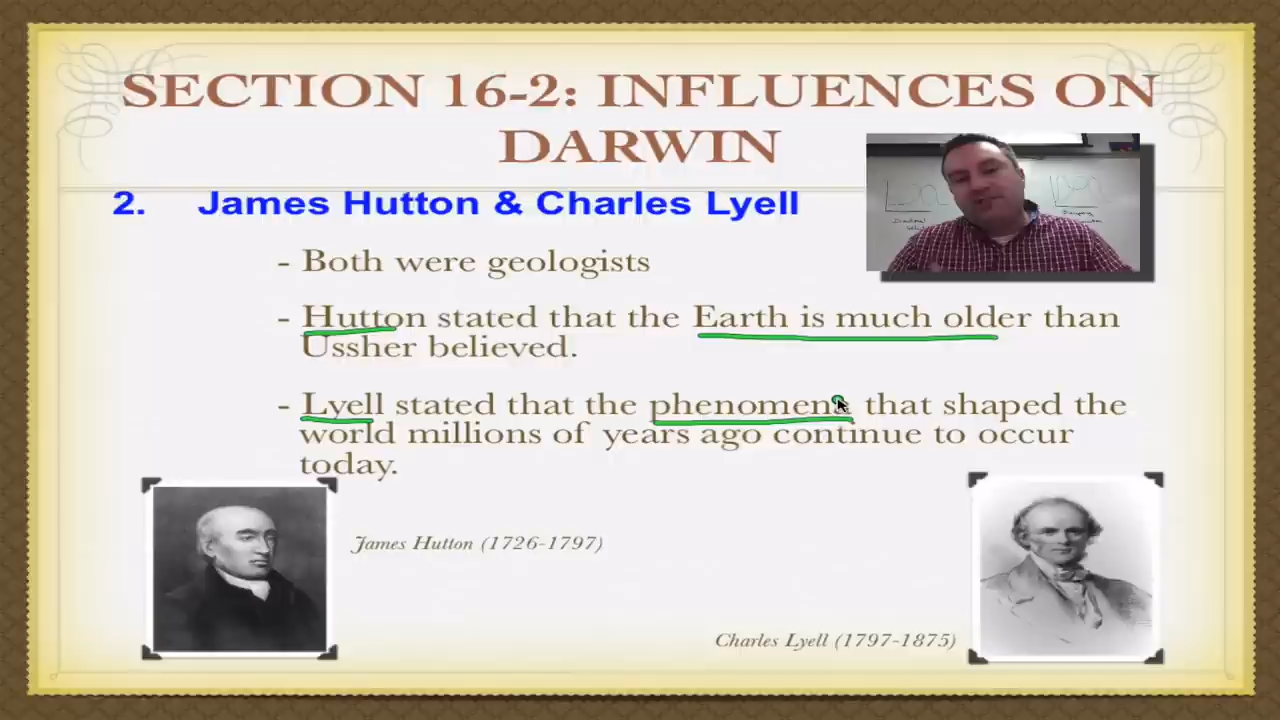 SECTION 16-2: INFLUENCES ON
DARWIN
2. James Hutton & Charles Lyell
- Both were geologists
- Hutton stated that the Earth is much older than
Ussher believed.
- Lyell stated that the phenomena that shaped the
world millions of years ago continue to occur
today.
James Hutton (1726-1797)
Charles Lyell (1797-1875)